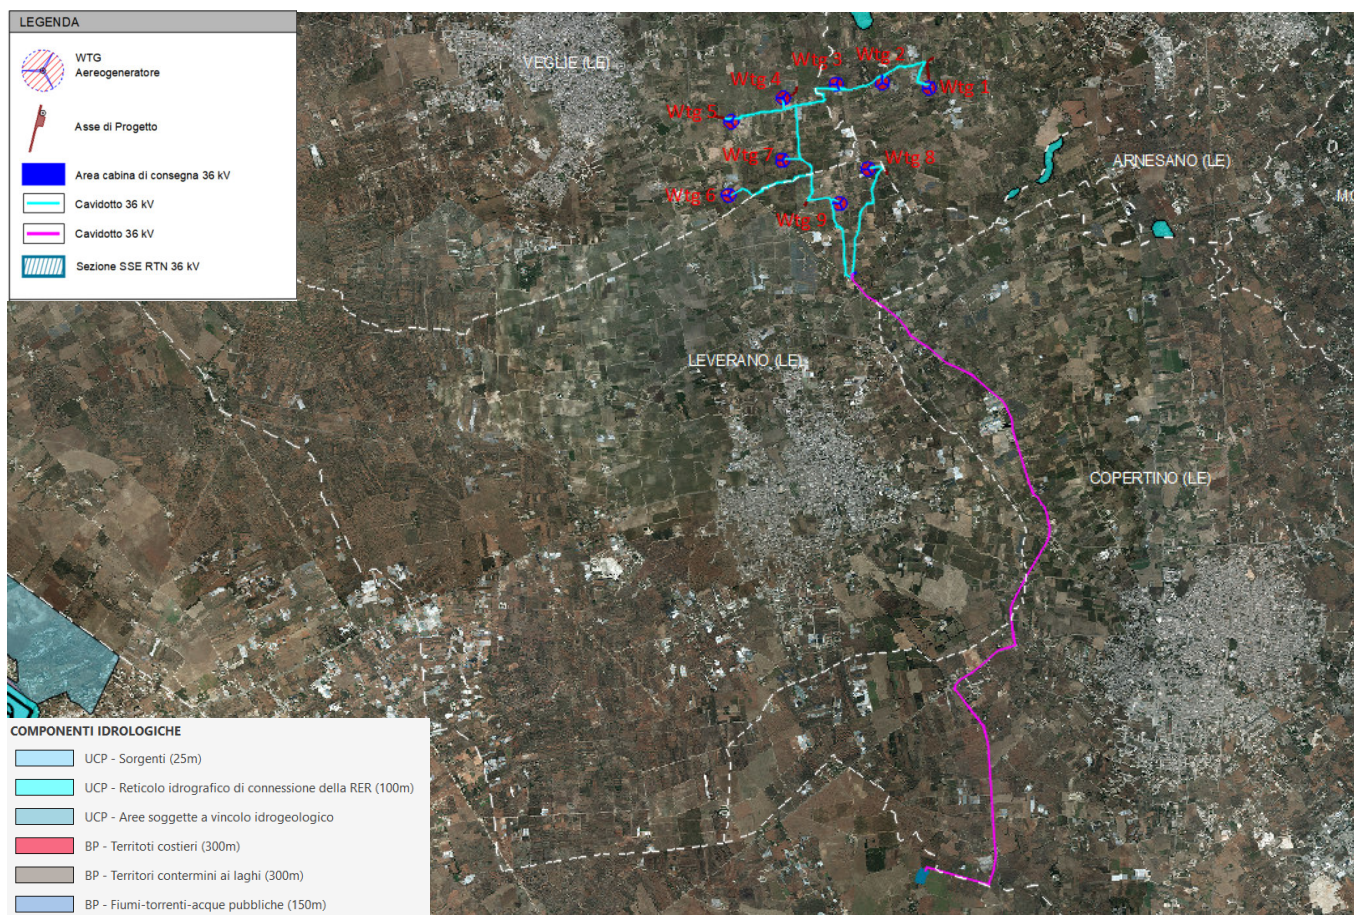 LEGENDA
WTG
Aereogeneratore
Asse di Progetto
Area cabina di consegna 36 kV
Cavidotto 36 kV
Cavidotto 36 kV
Sezione SSE RTN 36 kV
VEGLIE (LE)
Wtg 3
Wtg 2
Wtg 4
Wtg 1
Wtg 5
Wtg 7
Wtg 8
Wtg 6
Wtg 9
ARNESANO (LE)
LEVERANO (LE)
COPERTINO (LE)
COMPONENTI IDROLOGICHE
UCP - Sorgenti (25m)
UCP - Reticolo idrografico di connessione della RER (100m)
UCP - Aree soggette a vincolo idrogeologico
BP - Territoti costieri (300m)
BP - Territori contermini ai laghi (300m)
BP - Fiumi-torrenti-acque pubbliche (150m)